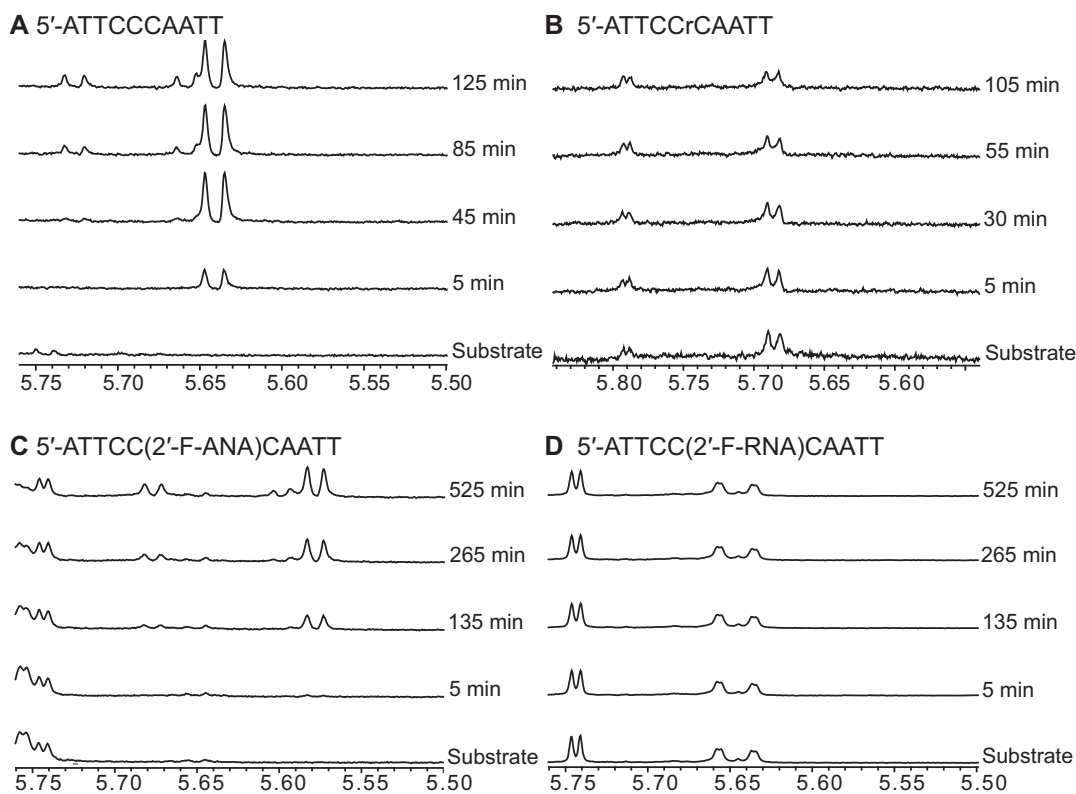 A 5′-ATTCCCAATT
125 min
85 min
45 min
5 min
Substrate
5.75 5.70 5.65 5.60 5.55 5.50
B 5′-ATTCCrCAATT
105 min
55 min
30 min
5 min
Substrate
5.80 5.75 5.70 5.65 5.60
C 5′-ATTCC(2′-F-ANA)CAATT
525 min
265 min
135 min
5 min
Substrate
5.75 5.70 5.65 5.60 5.55 5.50
D 5′-ATTCC(2′-F-RNA)CAATT
525 min
265 min
135 min
5 min
Substrate
5.75 5.70 5.65 5.60 5.55 5.50